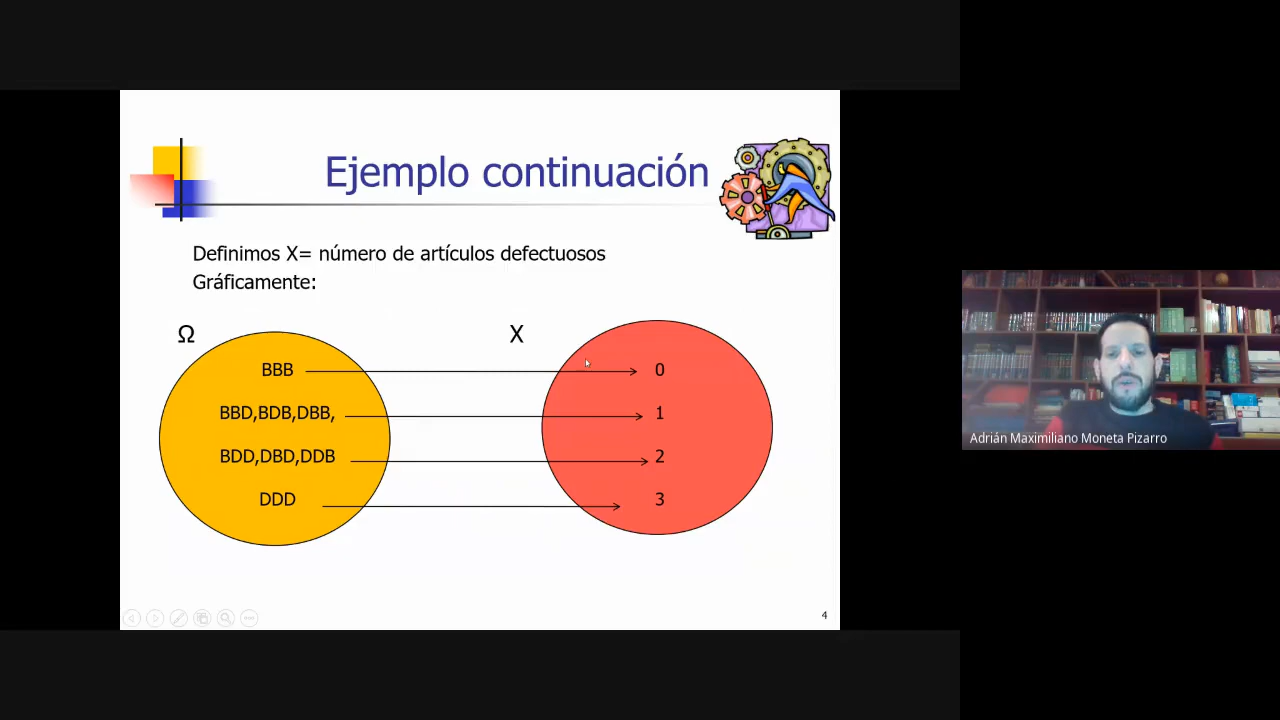 Ejemplo continuación
Definimos X= número de artículos defectuosos
Gráficamente:
Ω X
BBB 0
BBD,BDB,DBB, 1
BDD,DBD,DDB 2
DDD 3
4
Adrián Maximiliano Moneta Pizarro